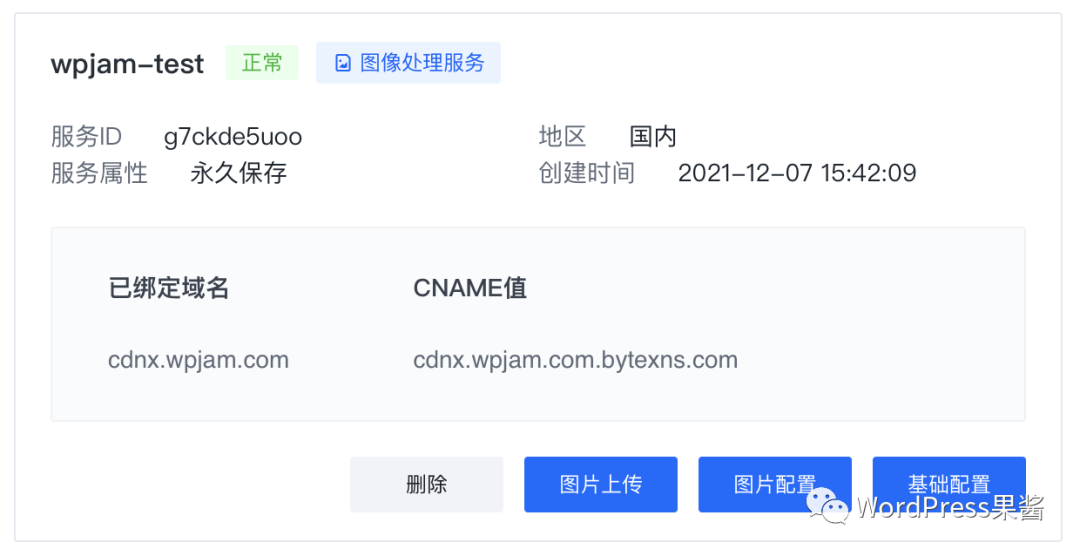 wpjam-test 正常 图像处理服务
服务ID g7ckde5uoo 地区 国内
服务属性 永久保存 创建时间 2021-12-07 15:42:09
已绑定域名 CNAME值
cdnx.wpjam.com cdnx.wpjam.com.bytexns.com
删除 图片上传 图片配置 基础配置
WordPress果酱